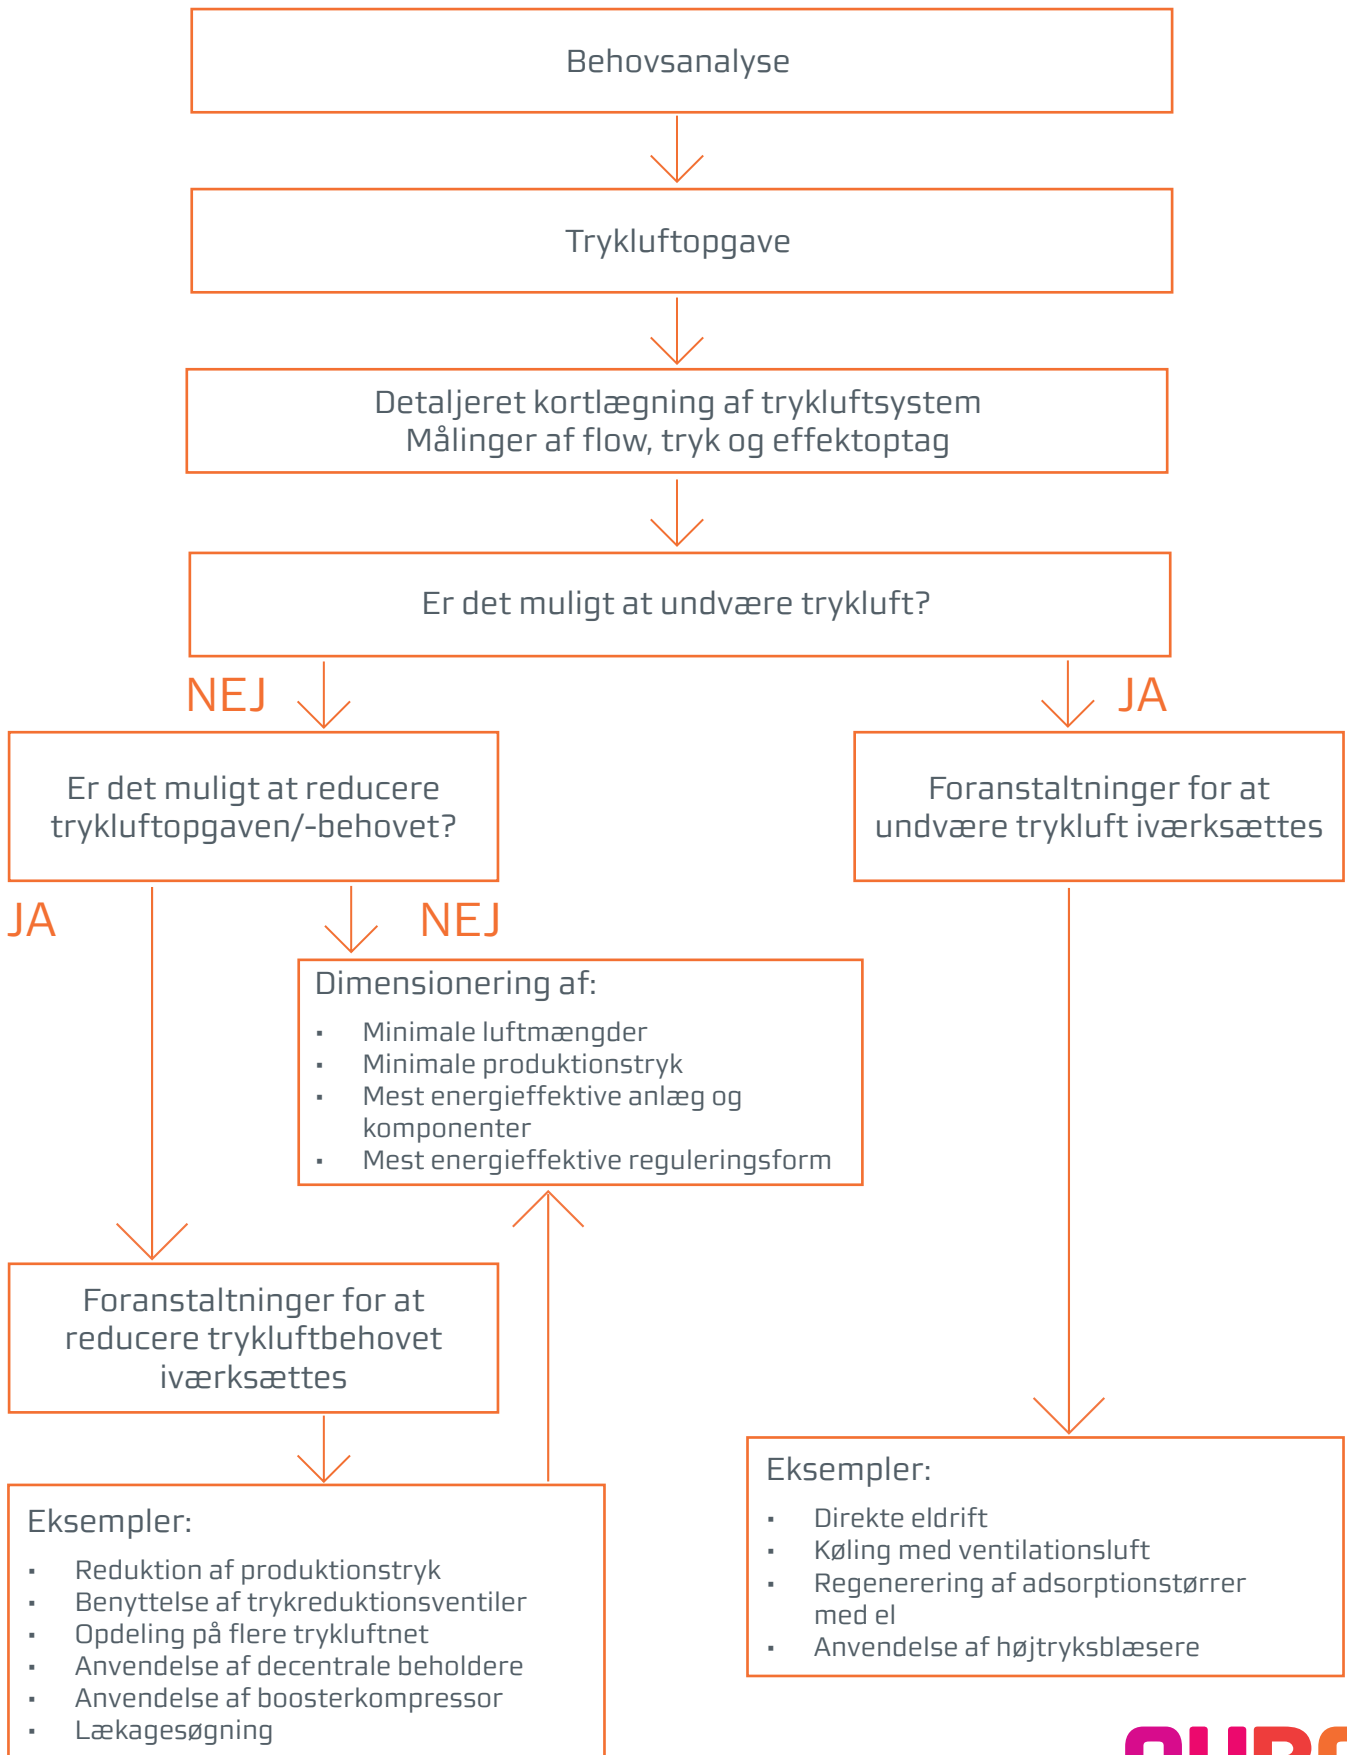 Behovsanalyse
Trykluftopgave
Detaljeret kortlægning af trykluftsystem
Målinger af flow, tryk og effektoptag
Er det muligt at undvære trykluft?
NEJ
JA
Er det muligt at reducere
trykluftopgaven/-behovet?
Foranstaltninger for at
undvære trykluft iværksættes
JA
NEJ
Dimensionering af:
▪ Minimale luftmængder
▪ Minimale produktionstryk
▪ Mest energieffektive anlæg og
komponenter
▪ Mest energieffektive reguleringsform
Foranstaltninger for at
reducere trykluftbehovet
iværksættes
Eksempler:
▪ Reduktion af produktionstryk
▪ Benyttelse af trykreduktionsventiler
▪ Opdeling på flere trykluftnet
▪ Anvendelse af decentrale beholdere
▪ Anvendelse af boosterkompressor
▪ Lækagesøgning
Eksempler:
▪ Direkte eldrift
▪ Køling med ventilationsluft
▪ Regenerering af adsorptionstørrer
med el
▪ Anvendelse af højtryksblæsere